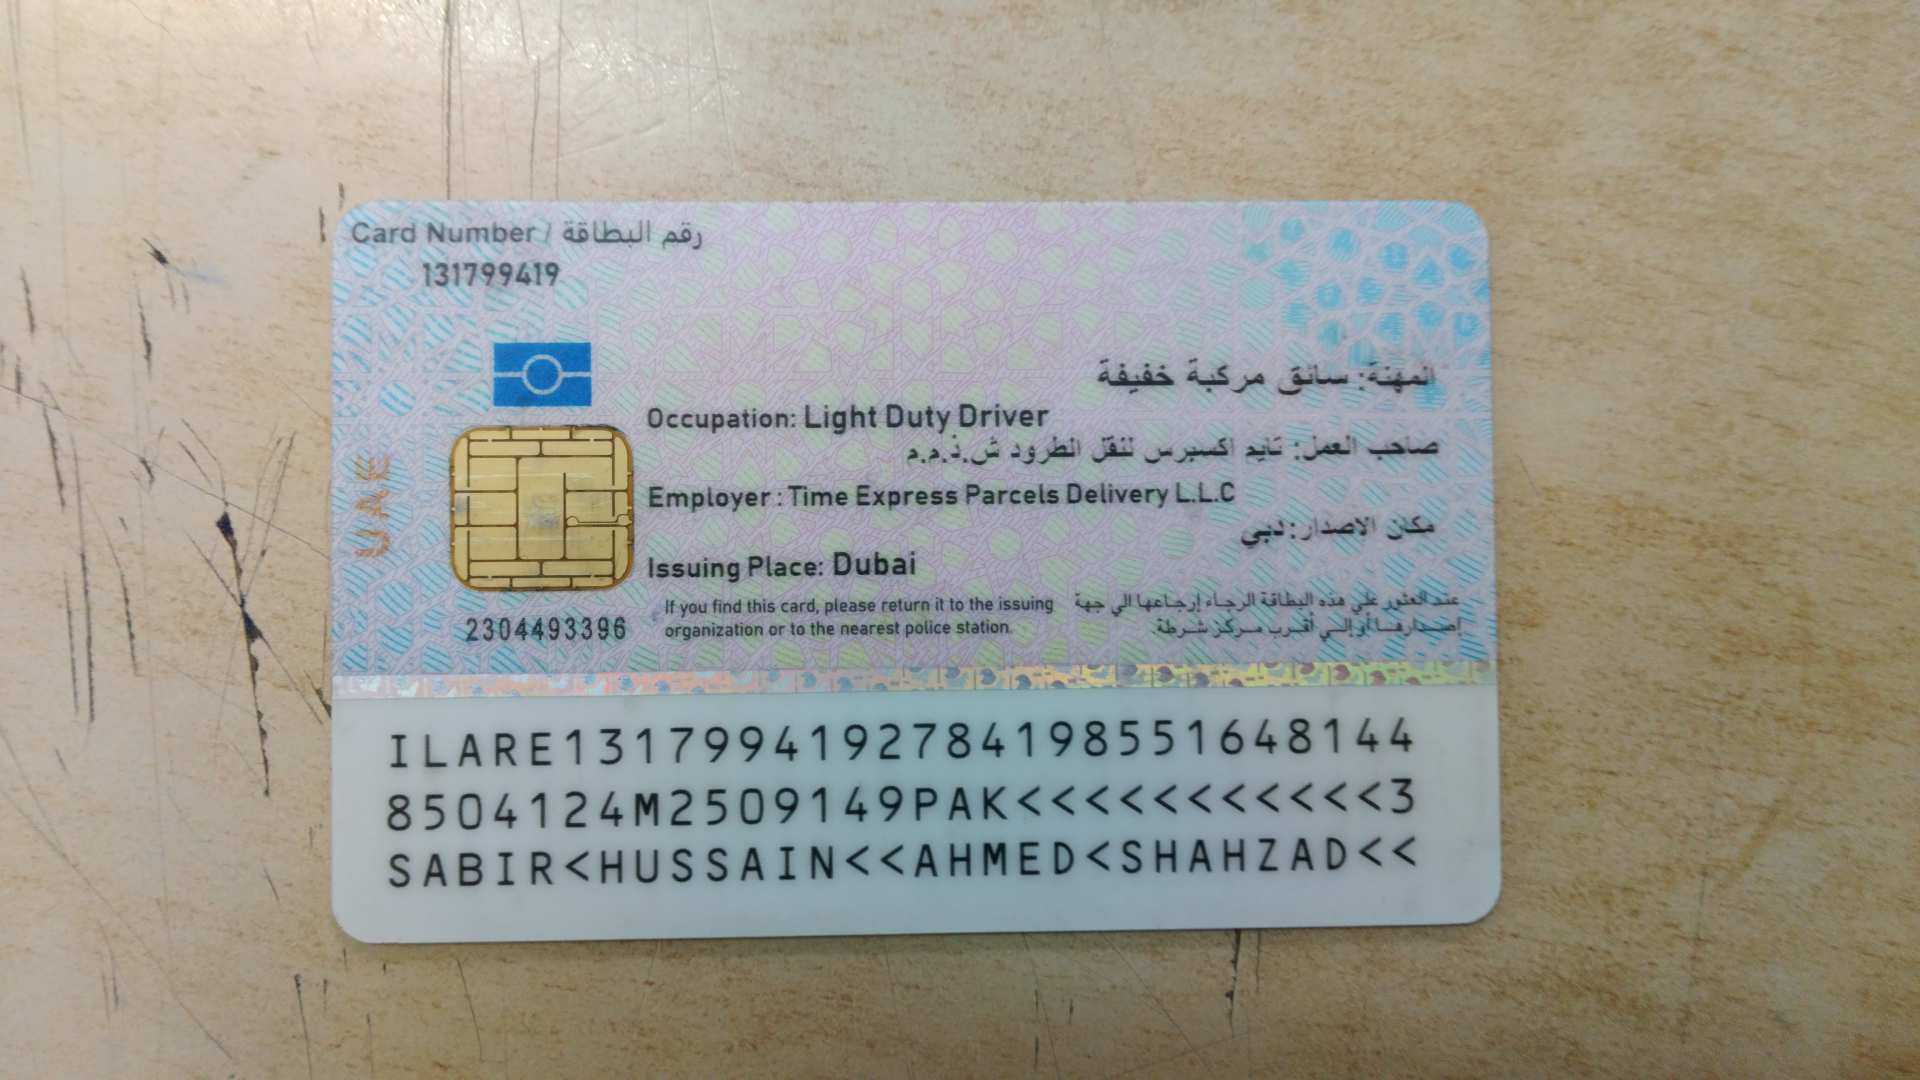 Card Number / رقم البطاقة
131799419
المهنة: سائق مركبة خفيفة
Occupation: Light Duty Driver
صاحب العمل: تايم اكسبرس لنقل الطرود ش.ذ.م.م
Employer : Time Express Parcels Delivery L.L.C
مكان الاصدار: دبي
Issuing Place: Dubai
UAE
If you find this card, please return it to the issuing
organization or to the nearest police station.
عند العثور علي هذه البطاقة الرجاء إرجاعها الي جهة
إصدارها أو إلى أقرب مركز شرطة.
2304493396
ILARE1317994192784198551648144
8504124M2509149PAK<<<<<<<<<<<3
SABIR<HUSSAIN<<AHMED<SHAHZAD<<